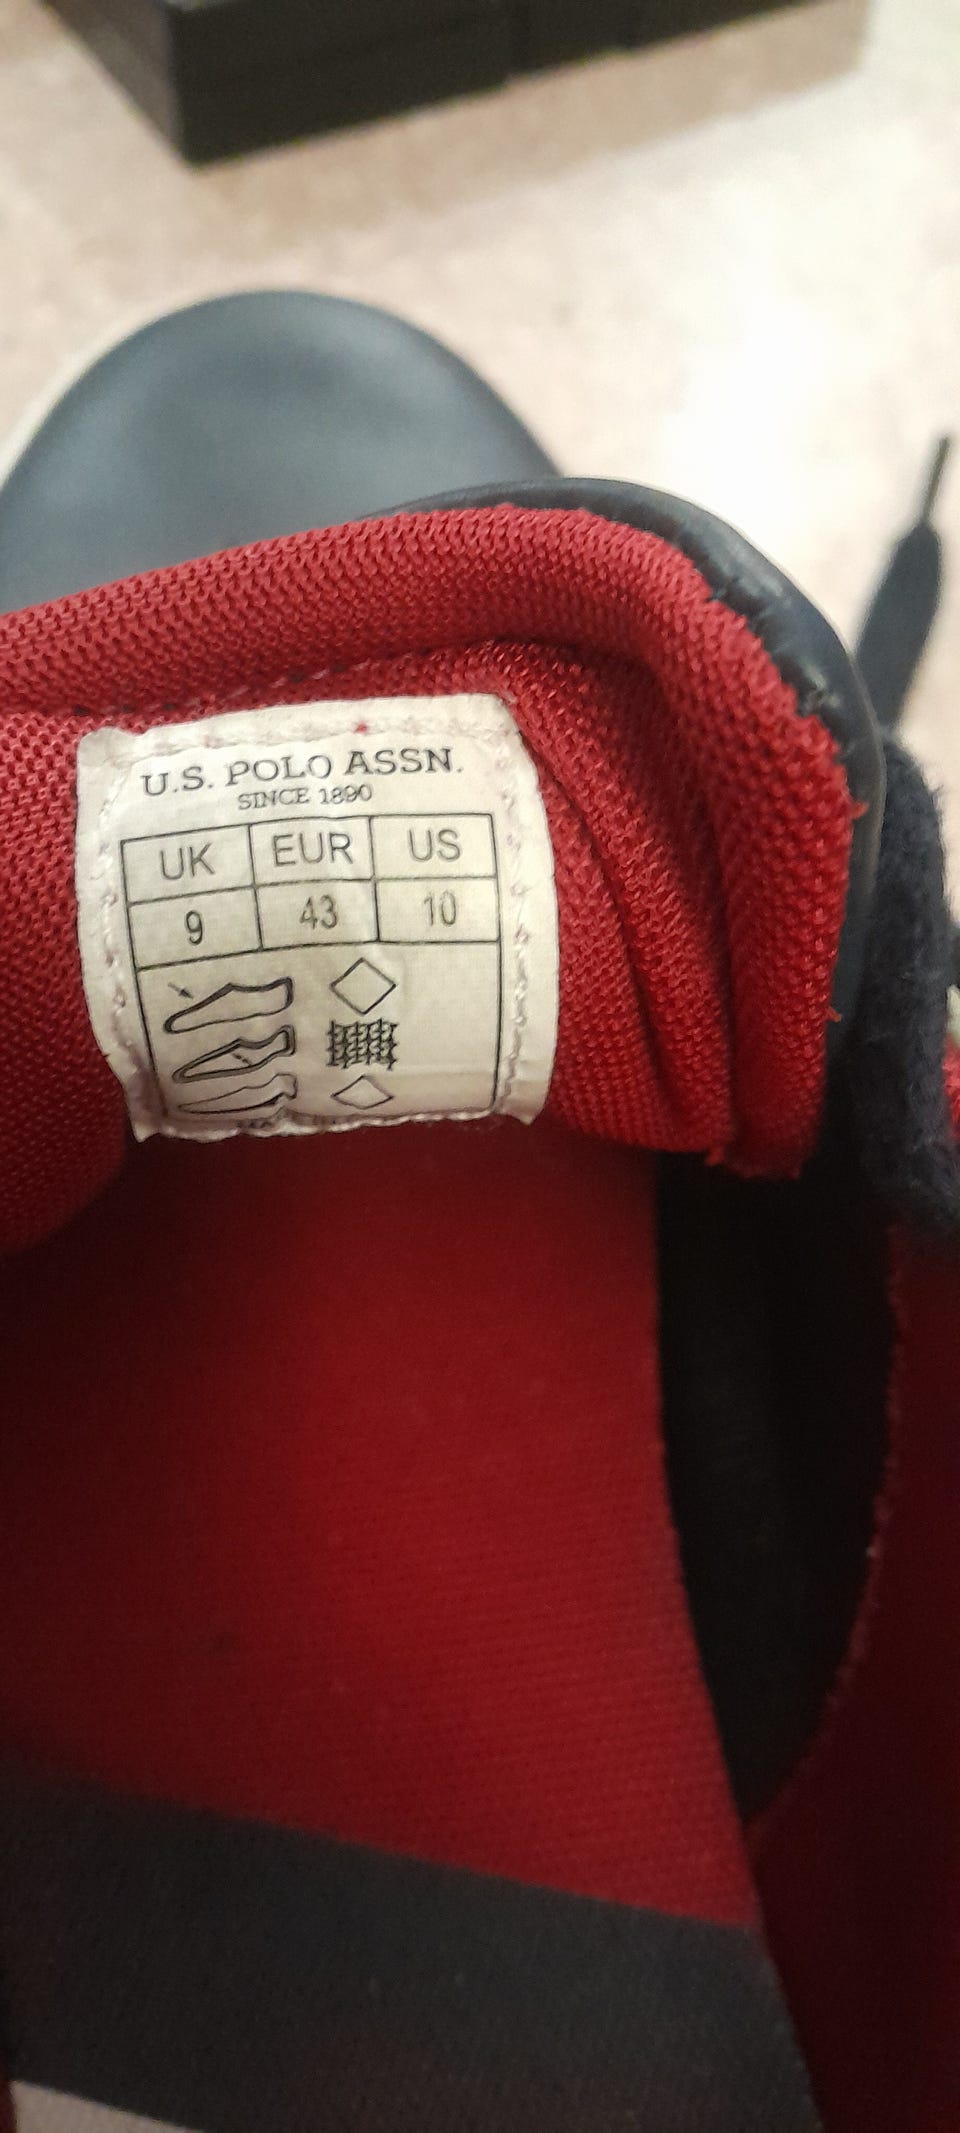 U.S. POLO ASSN.
SINCE 1890
UK EUR US
9 43 10